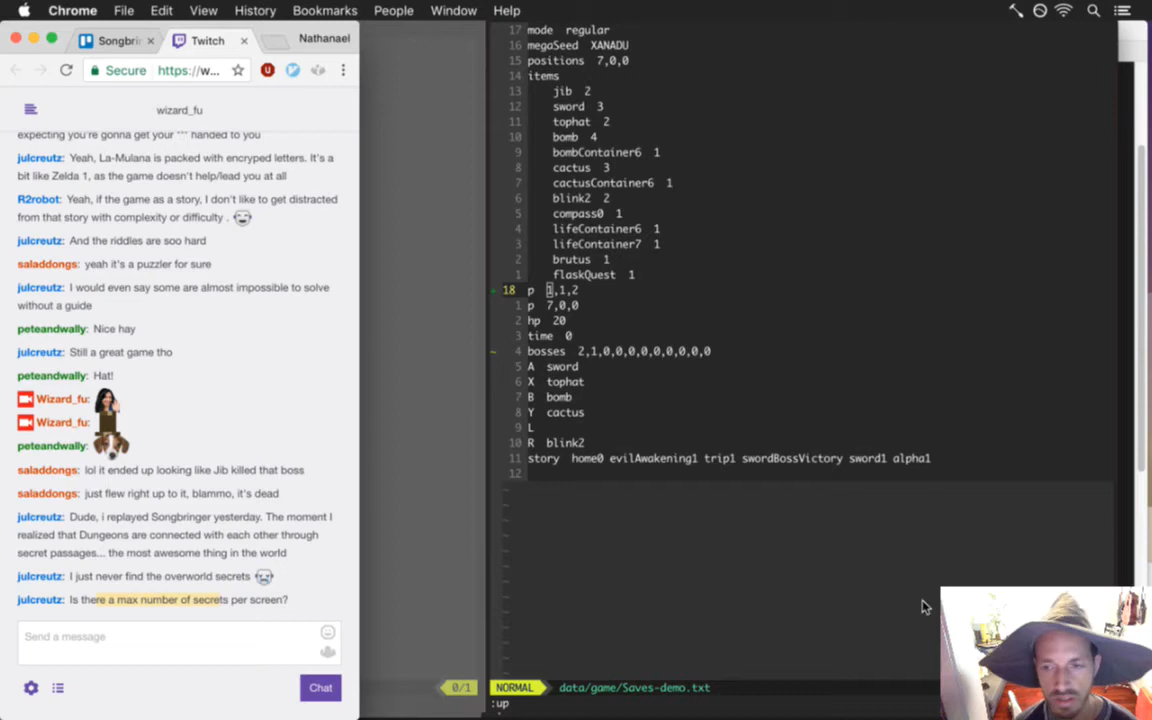 Chrome File Edit View History Bookmarks People Window Help
Songbrin Twitch Nathanael
Secure https://w...
wizard_fu
expecting you're gonna get your *** handed to you
julcreutz: Yeah, La-Mulana is packed with encryped letters. It's a
bit like Zelda 1, as the game doesn't help/lead you at all
R2robot: Yeah, if the game as a story, I don't like to get distracted
from that story with complexity or difficulty .
julcreutz: And the riddles are soo hard
saladdongs: yeah it's a puzzler for sure
julcreutz: I would even say some are almost impossible to solve
without a guide
peteandwally: Nice hay
julcreutz: Still a great game tho
peteandwally: Hat!
Wizard_fu:
Wizard_fu:
peteandwally:
saladdongs: lol it ended up looking like Jib killed that boss
saladdongs: just flew right up to it, blammo, it's dead
julcreutz: Dude, i replayed Songbringer yesterday. The moment I
realized that Dungeons are connected with each other through
secret passages... the most awesome thing in the world
julcreutz: I just never find the overworld secrets
julcreutz: Is there a max number of secrets per screen?
Send a message
Chat
17 mode regular
16 megaSeed XANADU
15 positions 7,0,0
14 items
13 jib 2
12 sword 3
11 tophat 2
10 bomb 4
9 bombContainer6 1
8 cactus 3
7 cactusContainer6 1
6 blink2 2
5 compass0 1
4 lifeContainer6 1
3 lifeContainer7 1
2 brutus 1
1 flaskQuest 1
18 p 1,1,2
1 p 7,0,0
2 hp 20
3 time 0
~ 4 bosses 2,1,0,0,0,0,0,0,0,0,0
5 A sword
6 X tophat
7 B bomb
8 Y cactus
9 L
10 R blink2
11 story home0 evilAwakening1 trip1 swordBossVictory sword1 alpha1
12
0/1 NORMAL data/game/Saves-demo.txt
:up